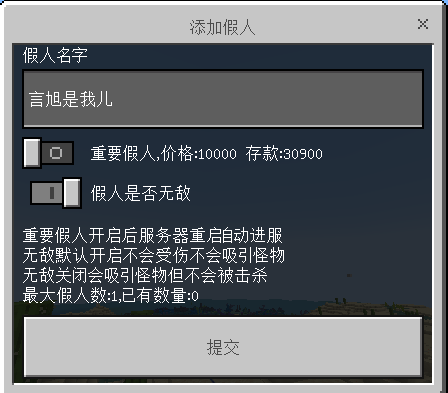 添加假人
假人名字
言旭是我儿
重要假人,价格:10000 存款:30900
假人是否无敌
重要假人开启后服务器重启自动进服
无敌默认开启不会受伤不会吸引怪物
无敌关闭会吸引怪物但不会被击杀
最大假人数:1,已有数量:0
提交